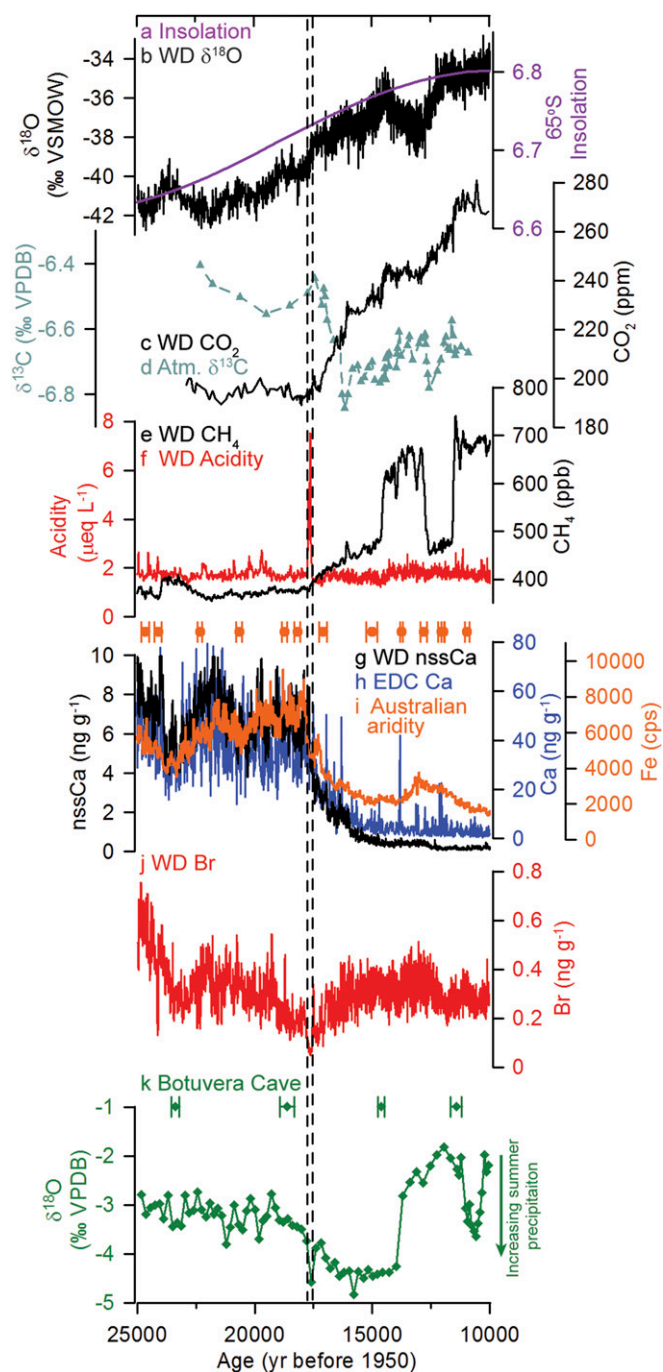 a Insolation
b WD δ¹⁸O
-34
-36
-38
-40
-42
δ¹⁸O
(‰ VSMOW)
6.8
6.7
6.6
65ºS
Insolation
-6.4
-6.6
-6.8
δ¹³C (‰ VPDB)
280
260
240
220
200
180
CO₂ (ppm)
c WD CO₂
d Atm. δ¹³C
8
6
4
2
0
Acidity
(µeq L⁻¹)
e WD CH₄
f WD Acidity
800
700
600
500
400
CH₄ (ppb)
10
8
6
4
2
0
nssCa (ng g⁻¹)
g WD nssCa
h EDC Ca
i Australian
aridity
80
60
40
20
0
Ca (ng g⁻¹)
10000
8000
6000
4000
2000
0
Fe (cps)
j WD Br
0.8
0.6
0.4
0.2
0
Br (ng g⁻¹)
k Botuvera Cave
-1
-3
-4
-5
δ¹⁸O
(‰ VPDB)
Increasing summer
precipitaiton
25000 20000 15000 10000
Age (yr before 1950)